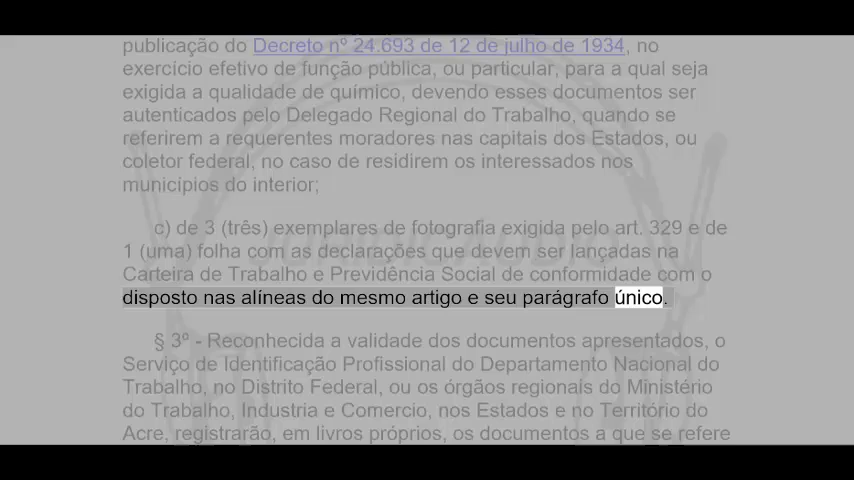 publicação do Decreto nº 24.693 de 12 de julho de 1934, no
exercício efetivo de função pública, ou particular, para a qual seja
exigida a qualidade de químico, devendo esses documentos ser
autenticados pelo Delegado Regional do Trabalho, quando se
referirem a requerentes moradores nas capitais dos Estados, ou
coletor federal, no caso de residirem os interessados nos
municípios do interior;
c) de 3 (três) exemplares de fotografia exigida pelo art. 329 e de
1 (uma) folha com as declarações que devem ser lançadas na
Carteira de Trabalho e Previdência Social de conformidade com o
disposto nas alíneas do mesmo artigo e seu parágrafo único.
§ 3º - Reconhecida a validade dos documentos apresentados, o
Serviço de Identificação Profissional do Departamento Nacional do
Trabalho, no Distrito Federal, ou os órgãos regionais do Ministério
do Trabalho, Industria e Comercio, nos Estados e no Território do
Acre, registrarão, em livros próprios, os documentos a que se refere